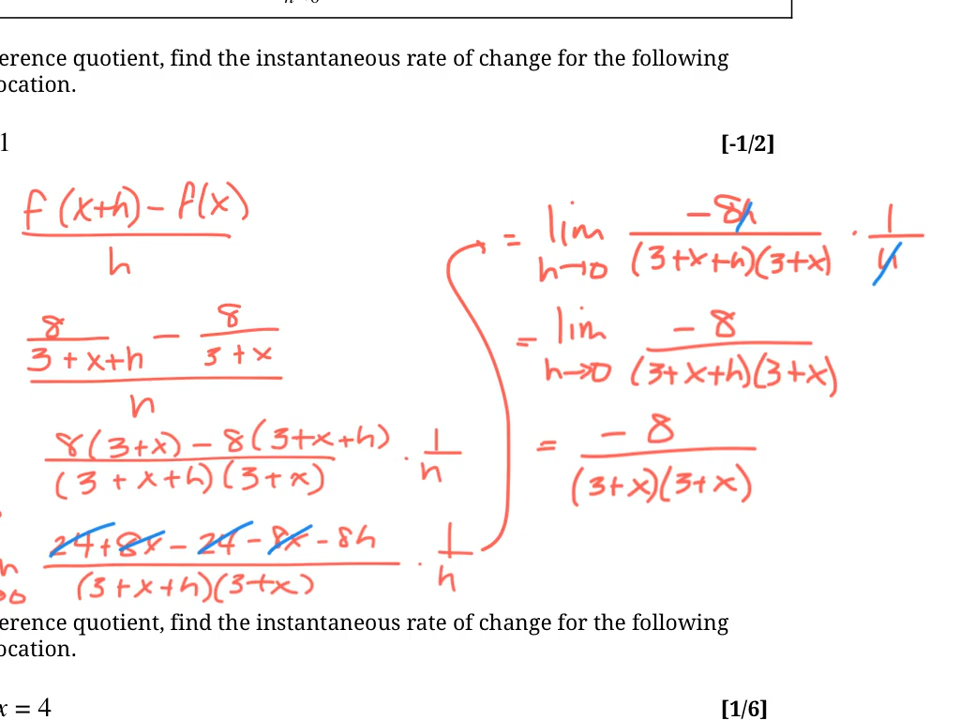 erence quotient, find the instantaneous rate of change for the following
ocation.
1 [-1/2]
f(x+h) - f(x)
h
8/(3+x+h) - 8/(3+x)
h
8(3+x) - 8(3+x+h) · 1/h
(3+x+h)(3+x)
24+8x - 24 - 8x - 8h · 1/h
(3+x+h)(3+x)
= lim h→0 -8h/(3+x+h)(3+x) · 1/h
= lim h→0 -8/(3+x+h)(3+x)
= -8/(3+x)(3+x)
erence quotient, find the instantaneous rate of change for the following
ocation.
x = 4 [1/6]